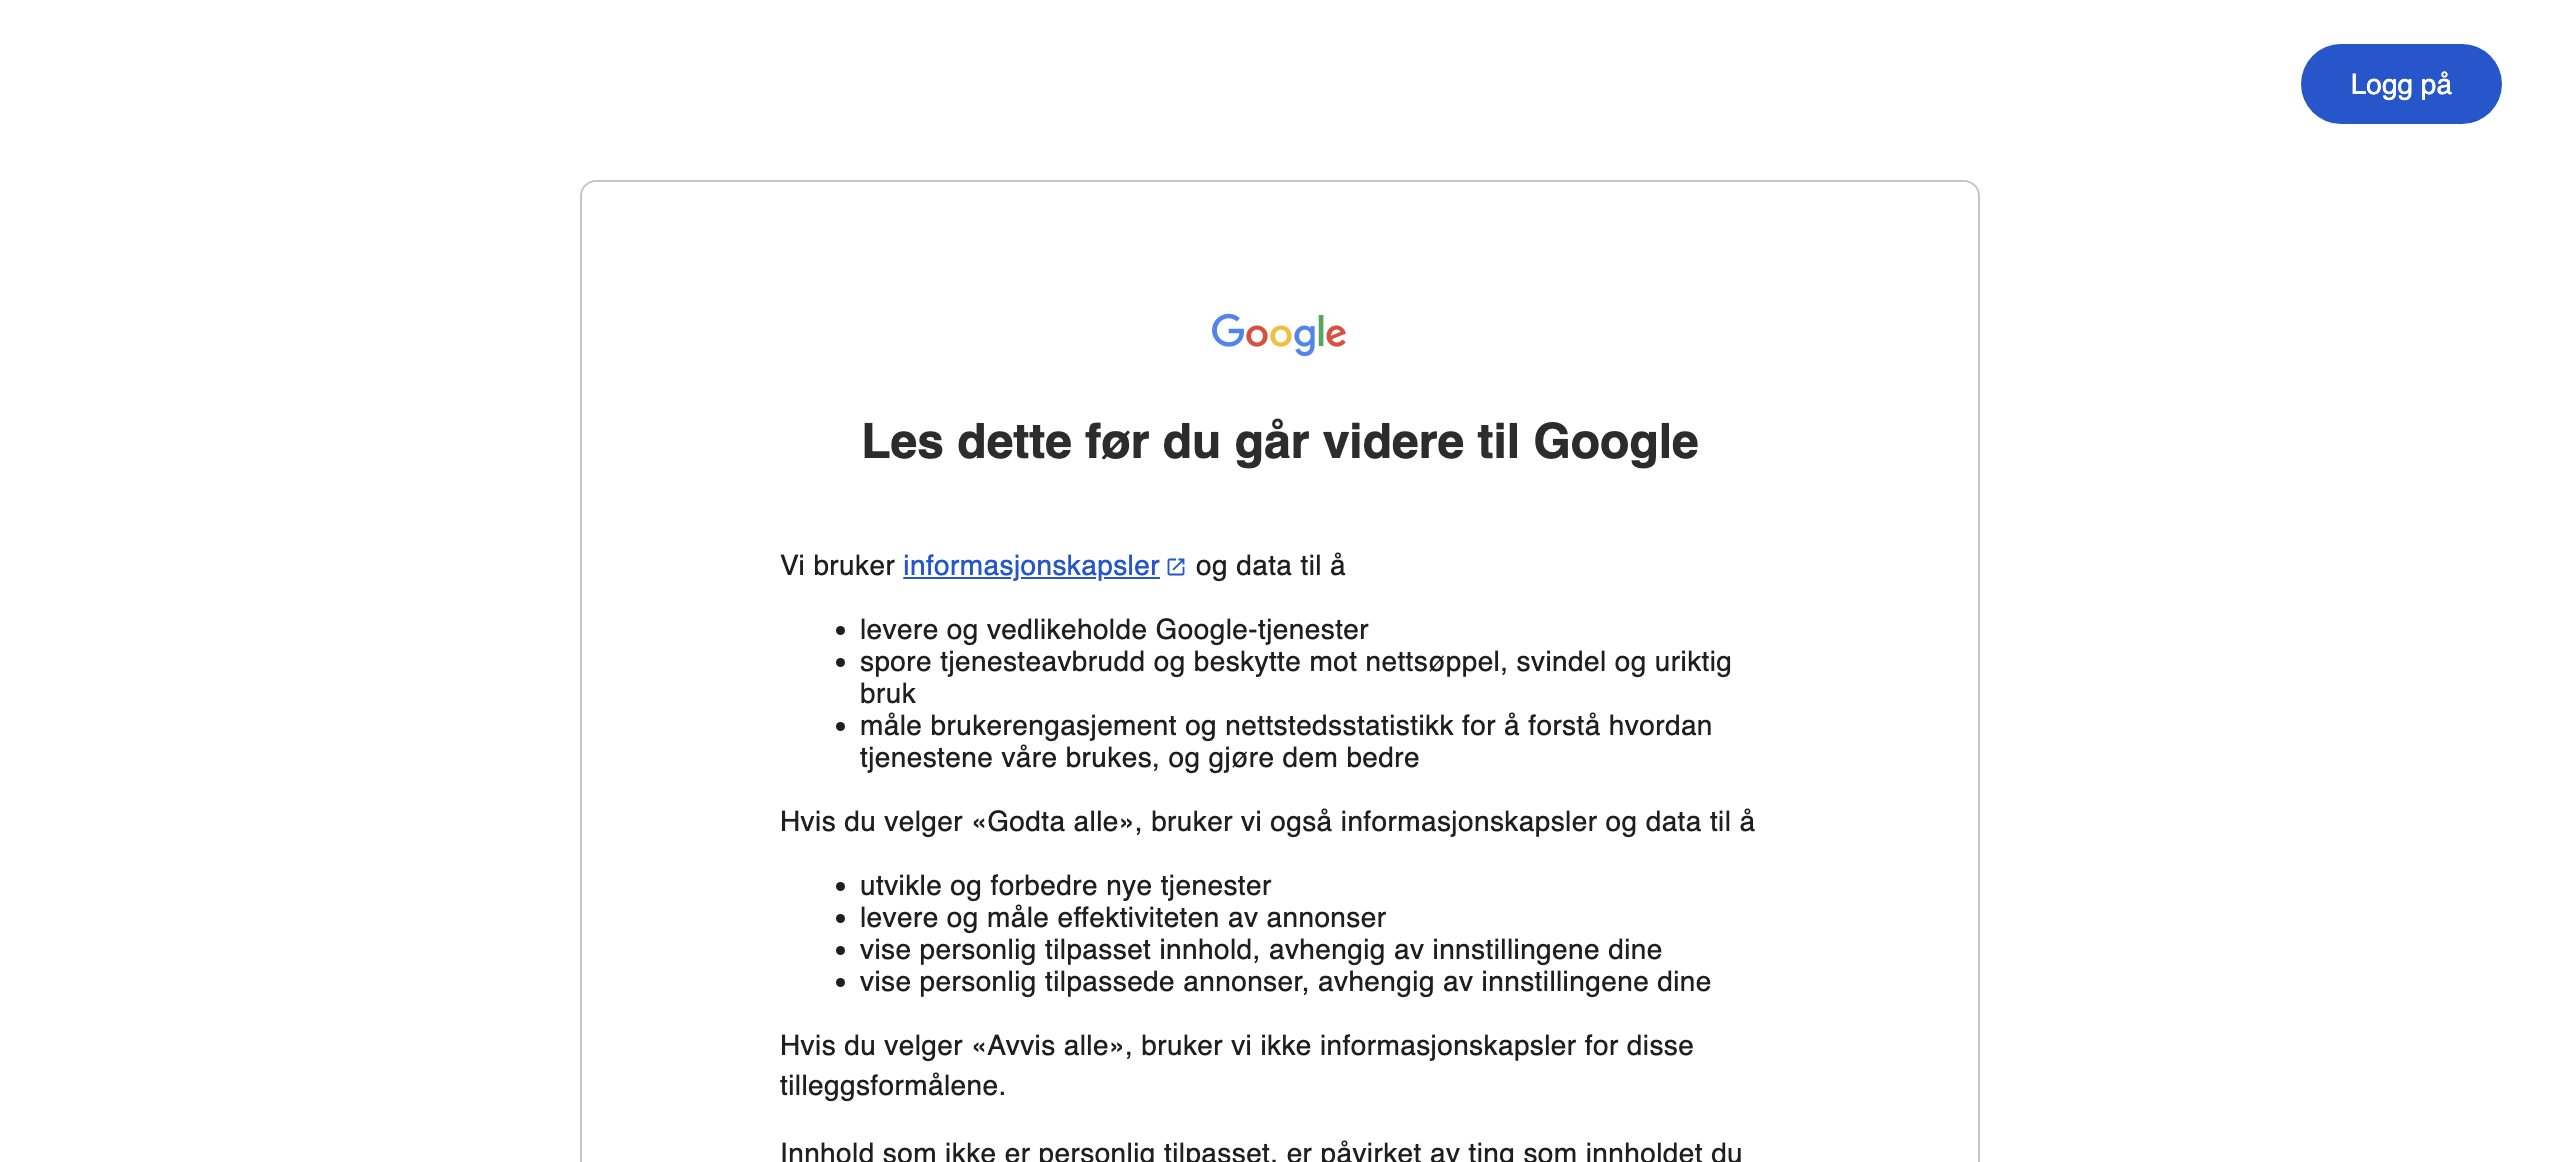 Logg på
Google
Les dette før du går videre til Google
Vi bruker informasjonskapsler og data til å
levere og vedlikeholde Google-tjenester
spore tjenesteavbrudd og beskytte mot nettsøppel, svindel og uriktig
bruk
måle brukerengasjement og nettstedsstatistikk for å forstå hvordan
tjenestene våre brukes, og gjøre dem bedre
Hvis du velger «Godta alle», bruker vi også informasjonskapsler og data til å
utvikle og forbedre nye tjenester
levere og måle effektiviteten av annonser
vise personlig tilpasset innhold, avhengig av innstillingene dine
vise personlig tilpassede annonser, avhengig av innstillingene dine
Hvis du velger «Avvis alle», bruker vi ikke informasjonskapsler for disse
tilleggsformålene.
Innhold som ikke er personlig tilpasset, er påvirket av ting som innholdet du